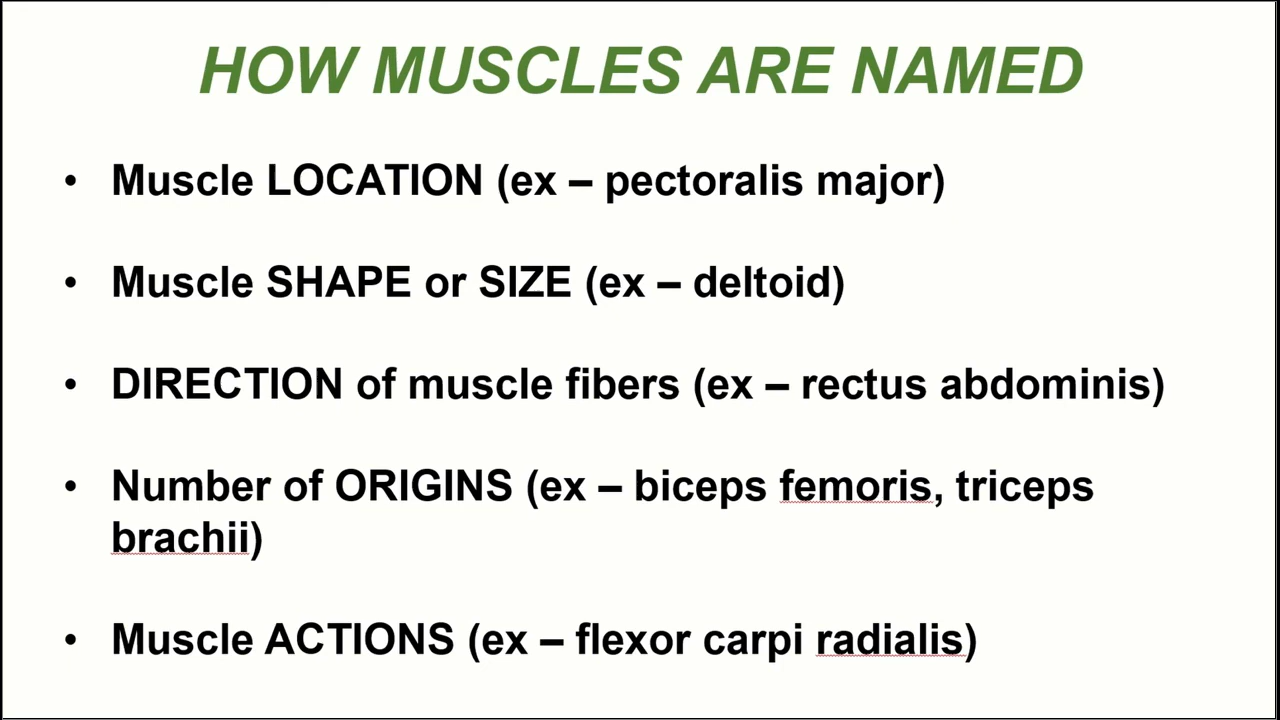 HOW MUSCLES ARE NAMED
• Muscle LOCATION (ex – pectoralis major)
• Muscle SHAPE or SIZE (ex – deltoid)
• DIRECTION of muscle fibers (ex – rectus abdominis)
• Number of ORIGINS (ex – biceps femoris, triceps
brachii)
• Muscle ACTIONS (ex – flexor carpi radialis)